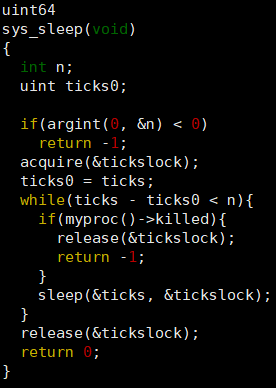 uint64
sys_sleep(void)
{
  int n;
  uint ticks0;

  if(argint(0, &n) < 0)
    return -1;
  acquire(&tickslock);
  ticks0 = ticks;
  while(ticks - ticks0 < n){
    if(myproc()->killed){
      release(&tickslock);
      return -1;
    }
    sleep(&ticks, &tickslock);
  }
  release(&tickslock);
  return 0;
}